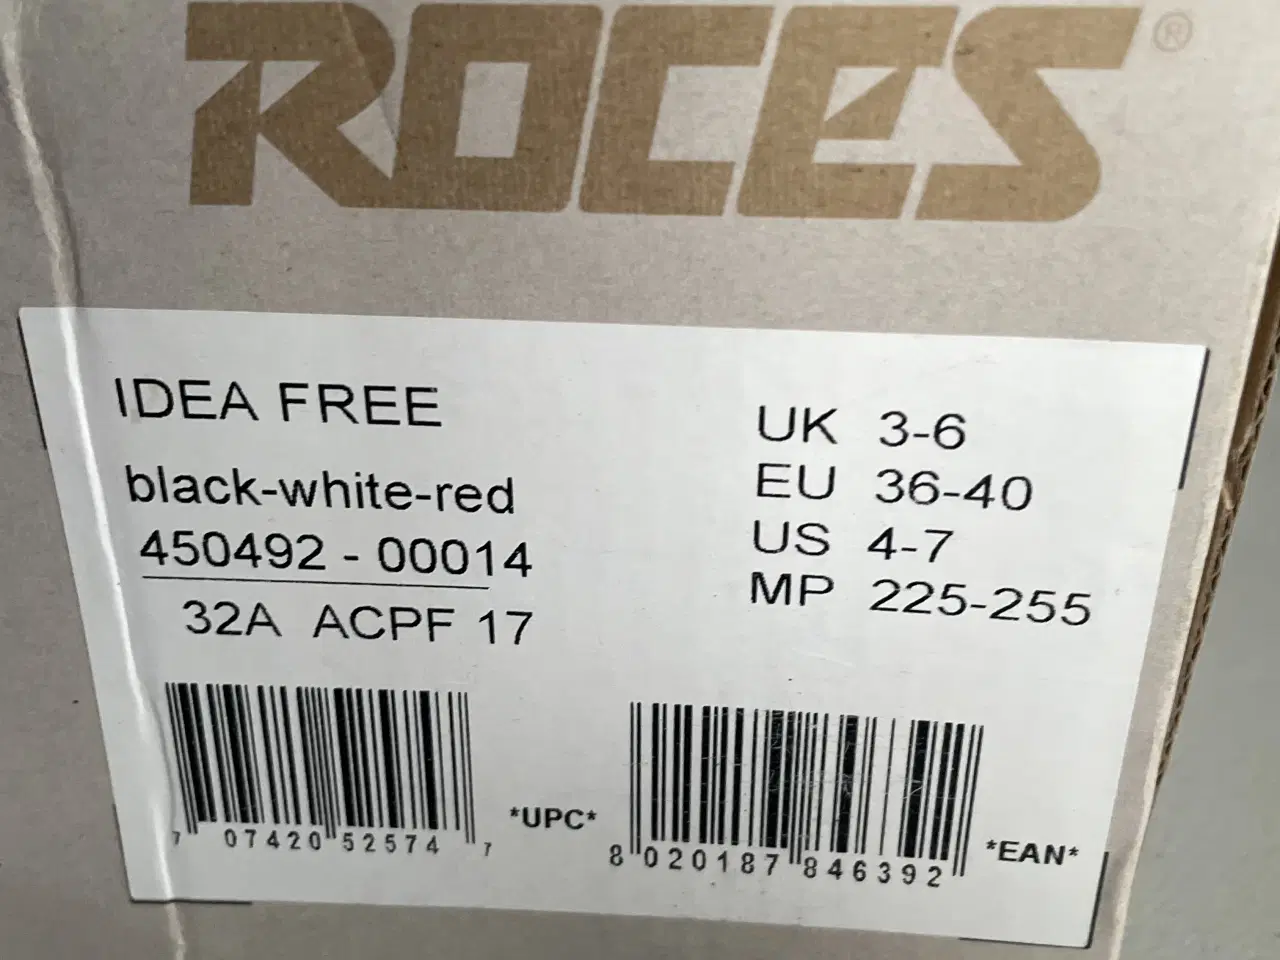 ROCES®
IDEA FREE
black-white-red
450492 - 00014
32A ACPF 17
UK 3-6
EU 36-40
US 4-7
MP 225-255
7 07420 52574 7
*UPC*
8 020187 846392
*EAN*